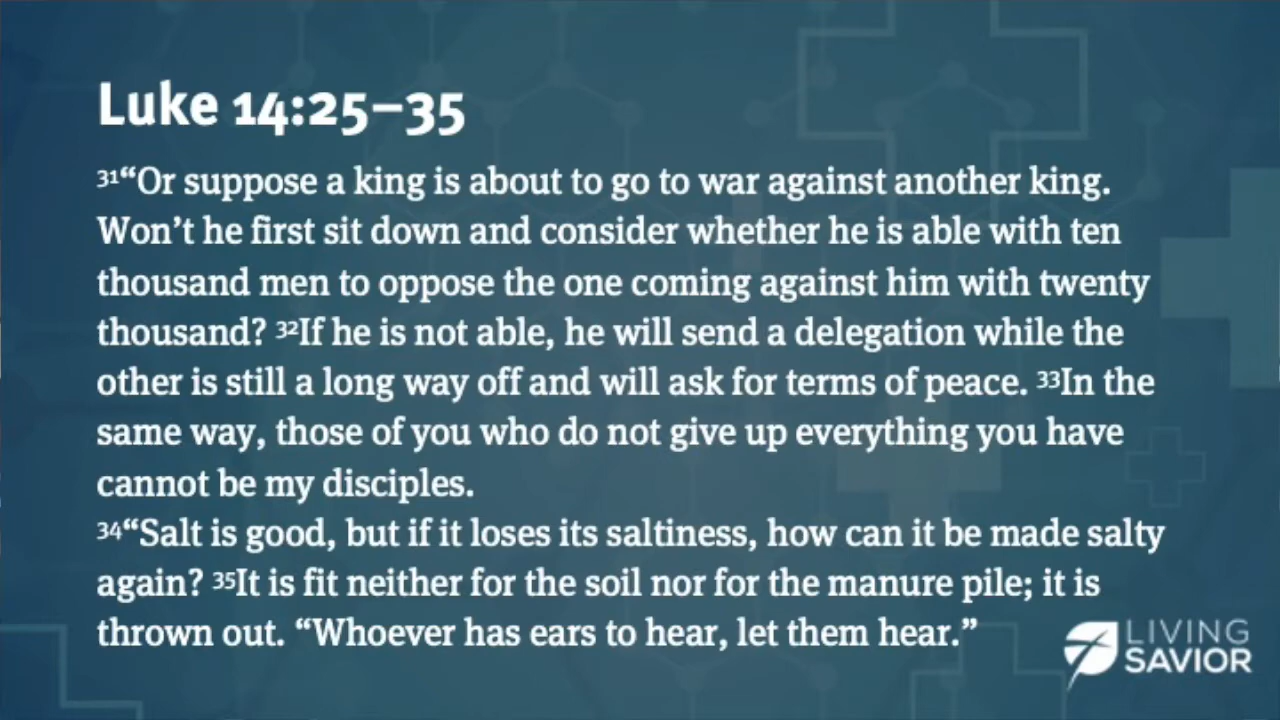 Luke 14:25–35
31“Or suppose a king is about to go to war against another king.
Won’t he first sit down and consider whether he is able with ten
thousand men to oppose the one coming against him with twenty
thousand? 32If he is not able, he will send a delegation while the
other is still a long way off and will ask for terms of peace. 33In the
same way, those of you who do not give up everything you have
cannot be my disciples.
34“Salt is good, but if it loses its saltiness, how can it be made salty
again? 35It is fit neither for the soil nor for the manure pile; it is
thrown out. “Whoever has ears to hear, let them hear.”
LIVING
SAVIOR